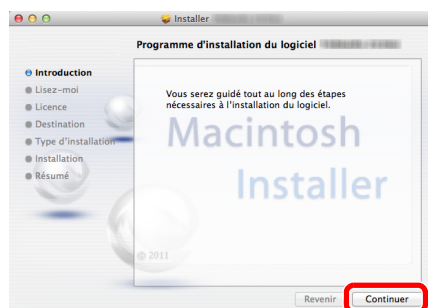 Installer
Programme d'installation du logiciel
Introduction
Lisez-moi
Licence
Destination
Type d'installation
Installation
Résumé
Vous serez guidé tout au long des étapes
nécessaires à l'installation du logiciel.
Macintosh
Installer
© 2011
Revenir
Continuer